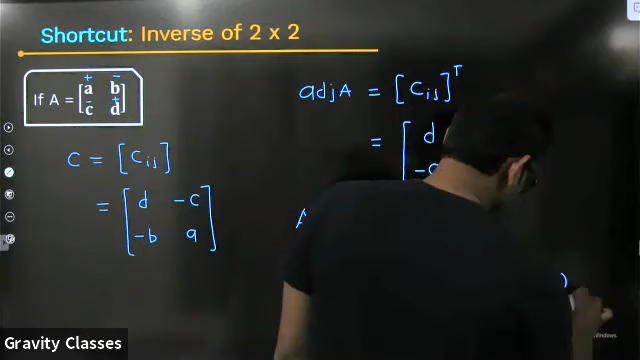 Shortcut: Inverse of 2 x 2
If A = [a b
c d]
+ -
- +
C = [Cij]
= [d -c
-b a]
adjA = [Cij]^T
= [d
-c
A
)
Gravity Classes